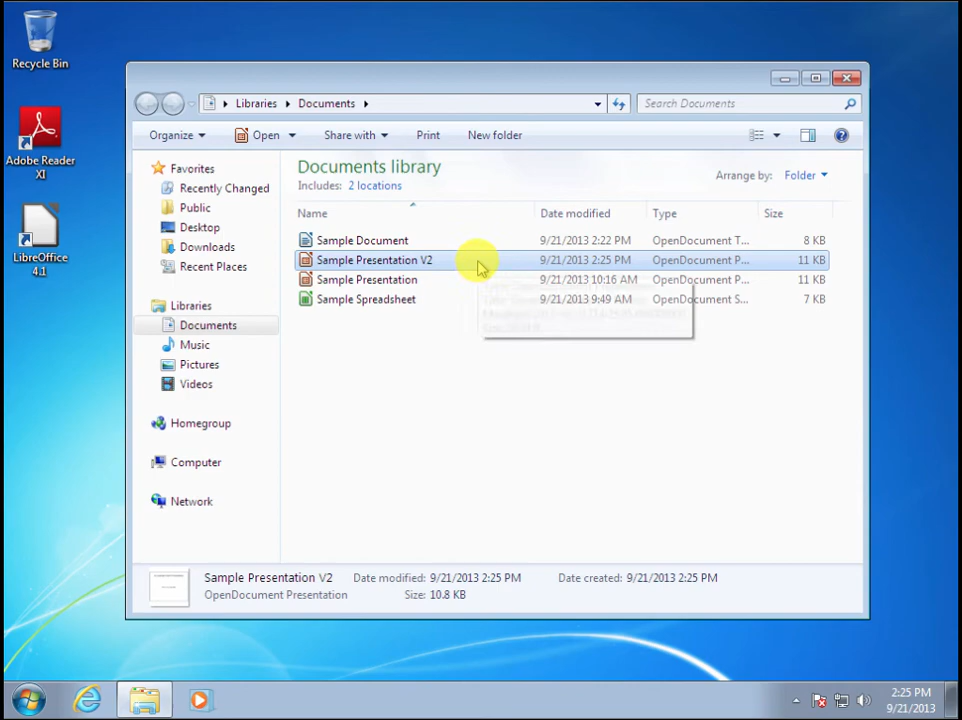 Recycle Bin
Adobe Reader
XI
LibreOffice
4.1
Libraries Documents
Search Documents
Organize Open Share with Print New folder
Favorites
Recently Changed
Public
Desktop
Downloads
Recent Places
Libraries
Documents
Music
Pictures
Videos
Homegroup
Computer
Network
Documents library
Includes: 2 locations
Arrange by: Folder
Name Date modified Type Size
Sample Document 9/21/2013 2:22 PM OpenDocument T... 8 KB
Sample Presentation V2 9/21/2013 2:25 PM OpenDocument P... 11 KB
Sample Presentation 9/21/2013 10:16 AM OpenDocument P... 11 KB
Sample Spreadsheet 9/21/2013 9:49 AM OpenDocument S... 7 KB
Sample Presentation V2 Date modified: 9/21/2013 2:25 PM Date created: 9/21/2013 2:25 PM
OpenDocument Presentation Size: 10.8 KB
2:25 PM
9/21/2013